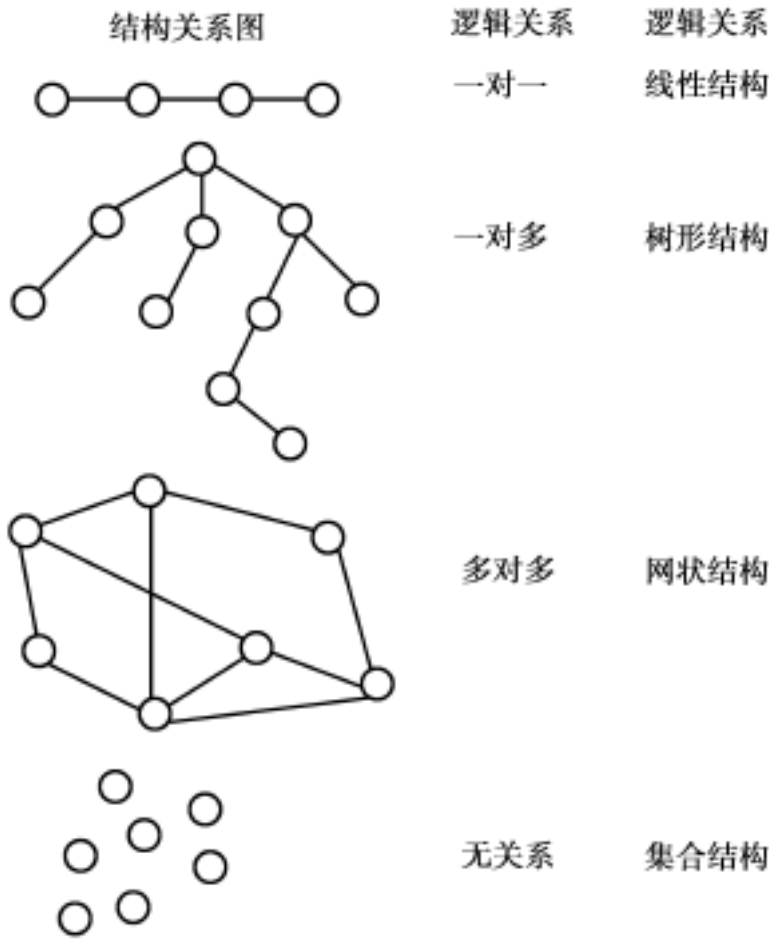 结构关系图 逻辑关系 逻辑关系
一对一 线性结构
一对多 树形结构
多对多 网状结构
无关系 集合结构